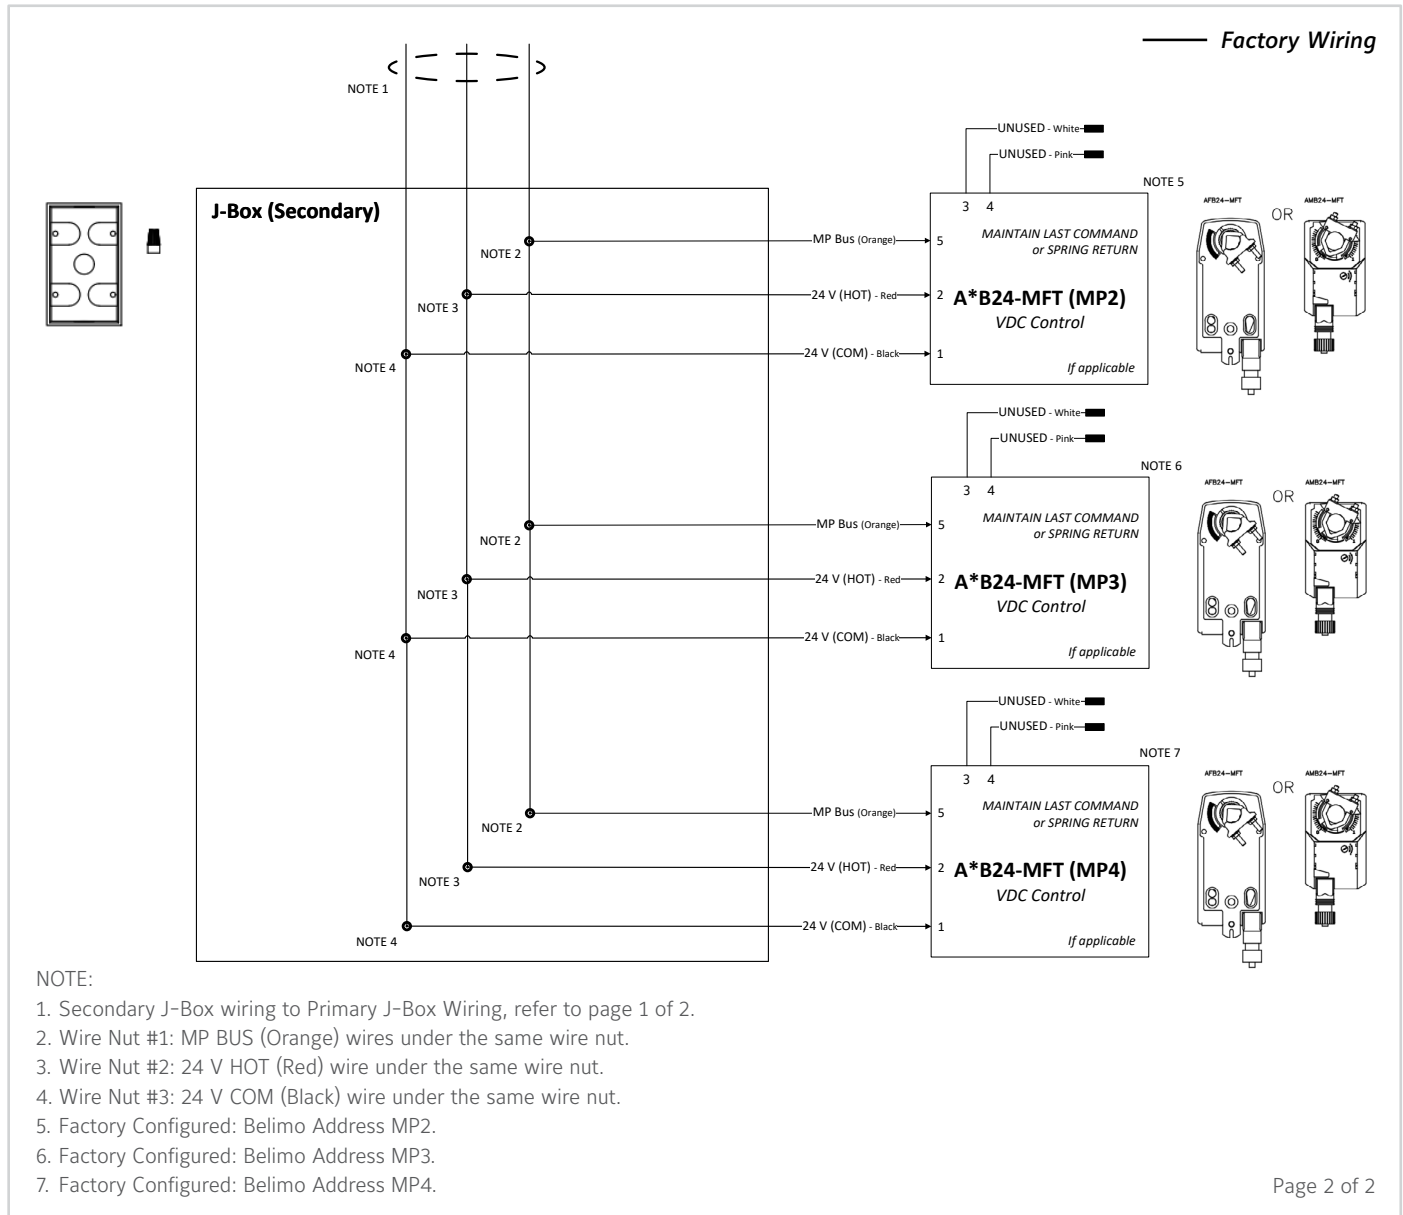 Factory Wiring
NOTE 1
J-Box (Secondary)
UNUSED - White
UNUSED - Pink
NOTE 5
3 4
MP Bus (Orange)
5
MAINTAIN LAST COMMAND
or SPRING RETURN
NOTE 2
24 V (HOT) - Red
2
A*B24-MFT (MP2)
VDC Control
NOTE 3
24 V (COM) - Black
1
If applicable
NOTE 4
AFB24-MFT
OR
AMB24-MFT
UNUSED - White
UNUSED - Pink
NOTE 6
3 4
MP Bus (Orange)
5
MAINTAIN LAST COMMAND
or SPRING RETURN
NOTE 2
24 V (HOT) - Red
2
A*B24-MFT (MP3)
VDC Control
NOTE 3
24 V (COM) - Black
1
If applicable
NOTE 4
AFB24-MFT
OR
AMB24-MFT
UNUSED - White
UNUSED - Pink
NOTE 7
3 4
MP Bus (Orange)
5
MAINTAIN LAST COMMAND
or SPRING RETURN
NOTE 2
24 V (HOT) - Red
2
A*B24-MFT (MP4)
VDC Control
NOTE 3
24 V (COM) - Black
1
If applicable
NOTE 4
AFB24-MFT
OR
AMB24-MFT
NOTE:
1. Secondary J-Box wiring to Primary J-Box Wiring, refer to page 1 of 2.
2. Wire Nut #1: MP BUS (Orange) wires under the same wire nut.
3. Wire Nut #2: 24 V HOT (Red) wire under the same wire nut.
4. Wire Nut #3: 24 V COM (Black) wire under the same wire nut.
5. Factory Configured: Belimo Address MP2.
6. Factory Configured: Belimo Address MP3.
7. Factory Configured: Belimo Address MP4.
Page 2 of 2